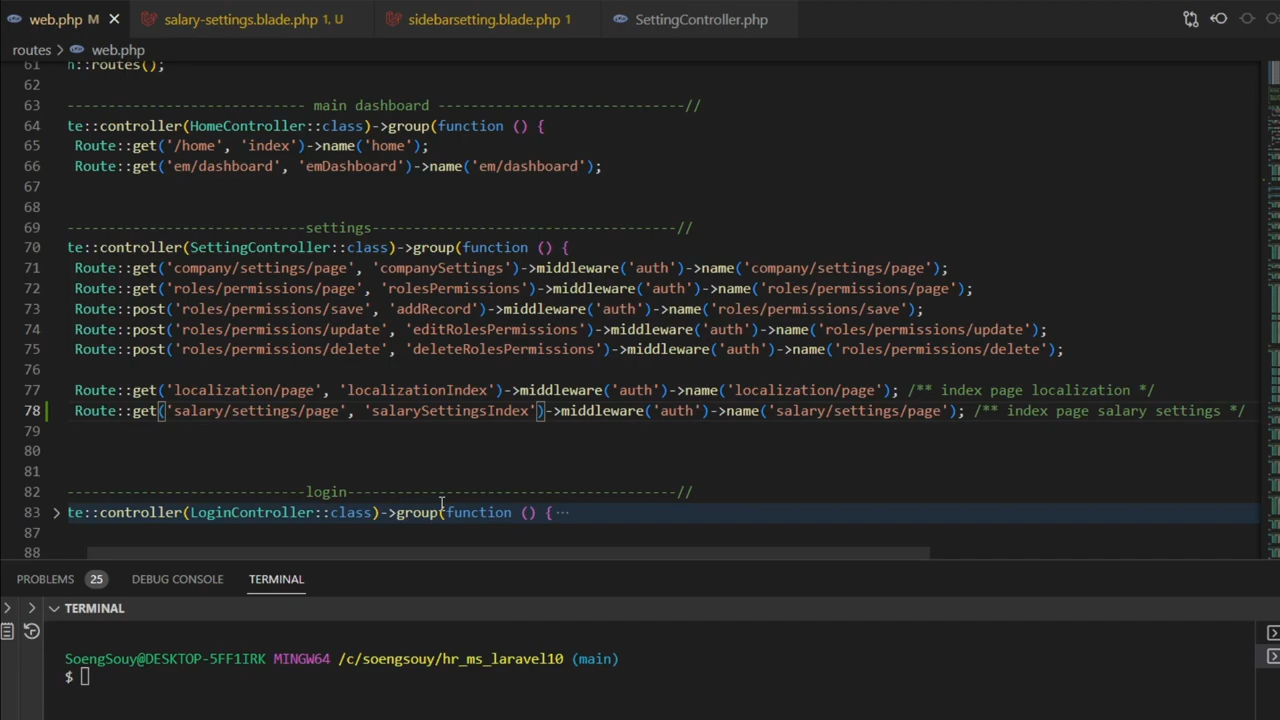 web.php M
salary-settings.blade.php 1, U
sidebarsetting.blade.php 1
SettingController.php
routes > web.php
61 n::routes();
62
63 ----------------------------- main dashboard ------------------------------//
64 te::controller(HomeController::class)->group(function () {
65 Route::get('/home', 'index')->name('home');
66 Route::get('em/dashboard', 'emDashboard')->name('em/dashboard');
67
68
69 -----------------------------settings-------------------------------------//
70 te::controller(SettingController::class)->group(function () {
71 Route::get('company/settings/page', 'companySettings')->middleware('auth')->name('company/settings/page');
72 Route::get('roles/permissions/page', 'rolesPermissions')->middleware('auth')->name('roles/permissions/page');
73 Route::post('roles/permissions/save', 'addRecord')->middleware('auth')->name('roles/permissions/save');
74 Route::post('roles/permissions/update', 'editRolesPermissions')->middleware('auth')->name('roles/permissions/update');
75 Route::post('roles/permissions/delete', 'deleteRolesPermissions')->middleware('auth')->name('roles/permissions/delete');
76
77 Route::get('localization/page', 'localizationIndex')->middleware('auth')->name('localization/page'); /** index page localization */
78 Route::get('salary/settings/page', 'salarySettingsIndex')->middleware('auth')->name('salary/settings/page'); /** index page salary settings */
79
80
81
82 -----------------------------login----------------------------------------//
83 te::controller(LoginController::class)->group(function () { ···
87
88
PROBLEMS 25 DEBUG CONSOLE TERMINAL
TERMINAL
SoengSouy@DESKTOP-5FF1IRK MINGW64 /c/soengsouy/hr_ms_laravel10 (main)
$